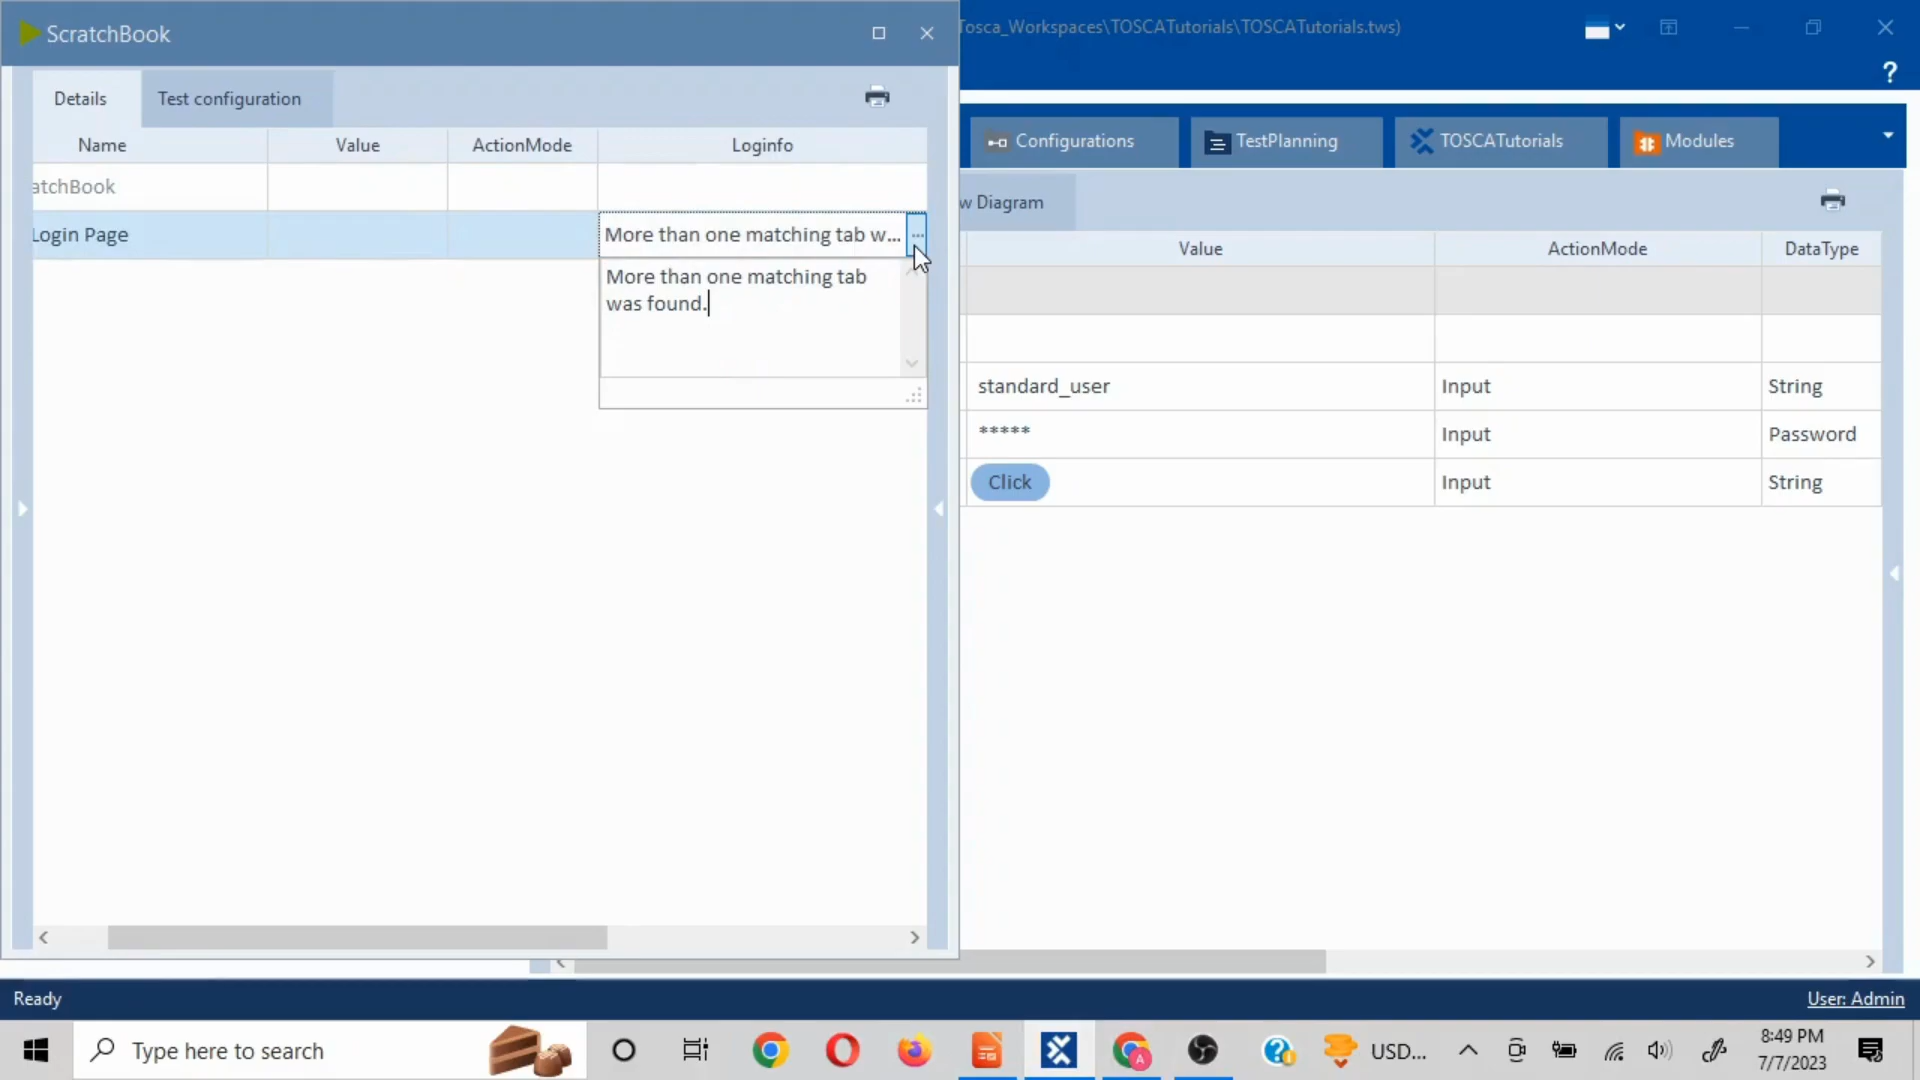 ScratchBook
Tosca_Workspaces\TOSCATutorials\TOSCATutorials.tws)
?
Details
Test configuration
Configurations
TestPlanning
TOSCATutorials
Modules
Name
Value
ActionMode
Loginfo
atchBook
w Diagram
Login Page
More than one matching tab w...
...
More than one matching tab
was found.
Value
ActionMode
DataType
standard_user
Input
String
*****
Input
Password
Click
Input
String
Ready
User: Admin
Type here to search
A
USD...
8:49 PM
7/7/2023